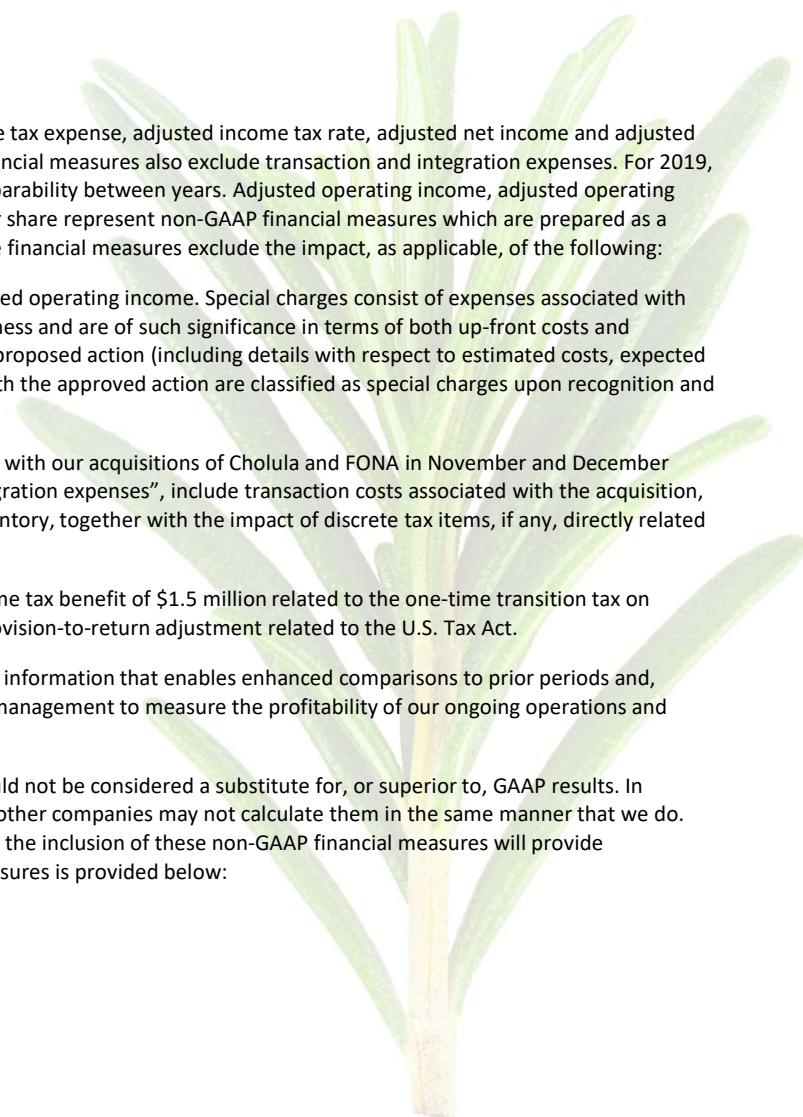 e tax expense, adjusted income tax rate, adjusted net income and adjusted
ancial measures also exclude transaction and integration expenses. For 2019,
parability between years. Adjusted operating income, adjusted operating
r share represent non-GAAP financial measures which are prepared as a
e financial measures exclude the impact, as applicable, of the following:
ed operating income. Special charges consist of expenses associated with
ness and are of such significance in terms of both up-front costs and
proposed action (including details with respect to estimated costs, expected
th the approved action are classified as special charges upon recognition and
with our acquisitions of Cholula and FONA in November and December
gration expenses”, include transaction costs associated with the acquisition,
entory, together with the impact of discrete tax items, if any, directly related
me tax benefit of $1.5 million related to the one-time transition tax on
ovision-to-return adjustment related to the U.S. Tax Act.
information that enables enhanced comparisons to prior periods and,
management to measure the profitability of our ongoing operations and
uld not be considered a substitute for, or superior to, GAAP results. In
other companies may not calculate them in the same manner that we do.
the inclusion of these non-GAAP financial measures will provide
asures is provided below: